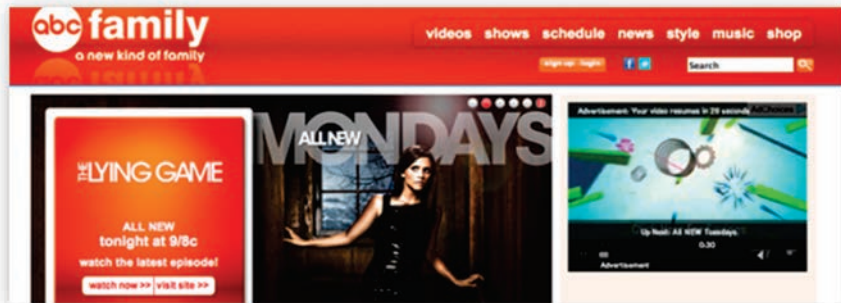 abc family
a new kind of family
videos shows schedule news style music shop
sign up login
Search
THE LYING GAME
ALL NEW
tonight at 9/8c
watch the latest episode!
watch now >> visit site >>
ALL NEW
MONDAYS
Advertisement: Your video resumes in 29 seconds
AdChoices
Up Next: All NEW Tuesdays.
0:30
Advertisement